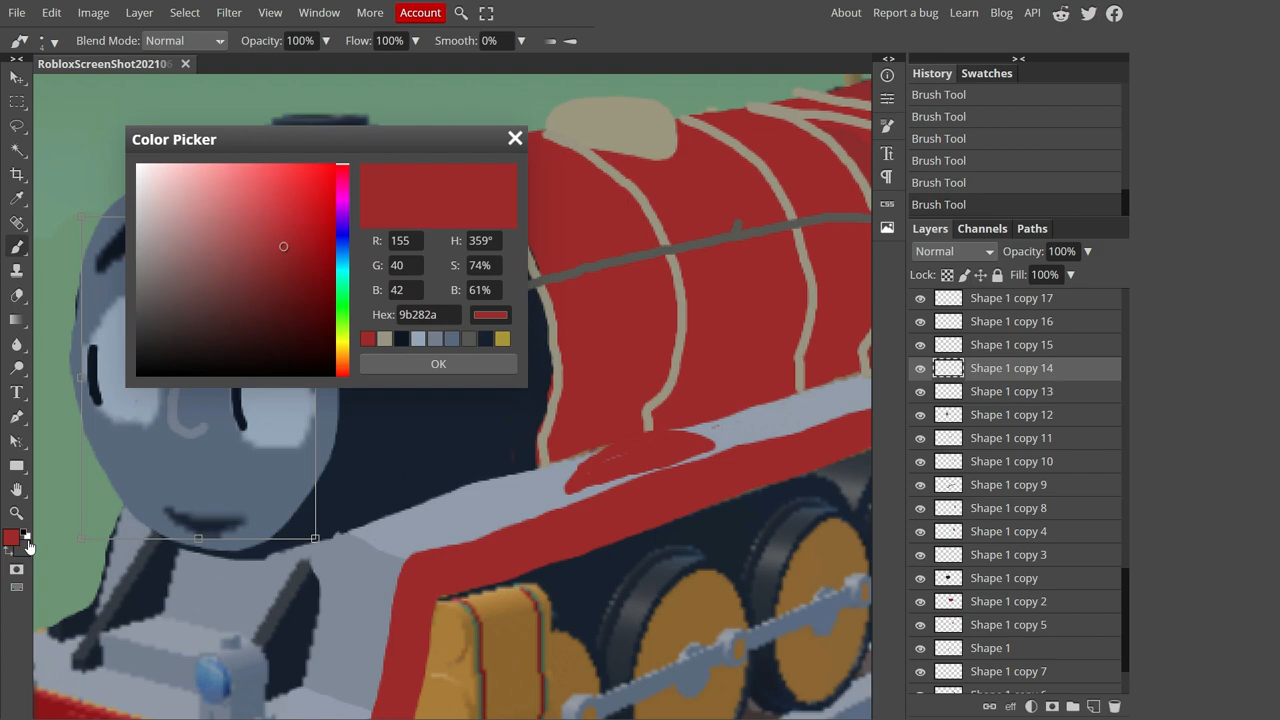 File Edit Image Layer Select Filter View Window More Account About Report a bug Learn Blog API
4 Blend Mode: Normal Opacity: 100% Flow: 100% Smooth: 0%
RobloxScreenShot202106
History Swatches
Brush Tool
Brush Tool
Brush Tool
Brush Tool
Brush Tool
Brush Tool
CSS
Color Picker
R: 155 H: 359°
G: 40 S: 74%
B: 42 B: 61%
Hex: 9b282a
OK
Layers Channels Paths
Normal Opacity: 100%
Lock: Fill: 100%
Shape 1 copy 17
Shape 1 copy 16
Shape 1 copy 15
Shape 1 copy 14
Shape 1 copy 13
Shape 1 copy 12
Shape 1 copy 11
Shape 1 copy 10
Shape 1 copy 9
Shape 1 copy 8
Shape 1 copy 4
Shape 1 copy 3
Shape 1 copy
Shape 1 copy 2
Shape 1 copy 5
Shape 1
Shape 1 copy 7
eff